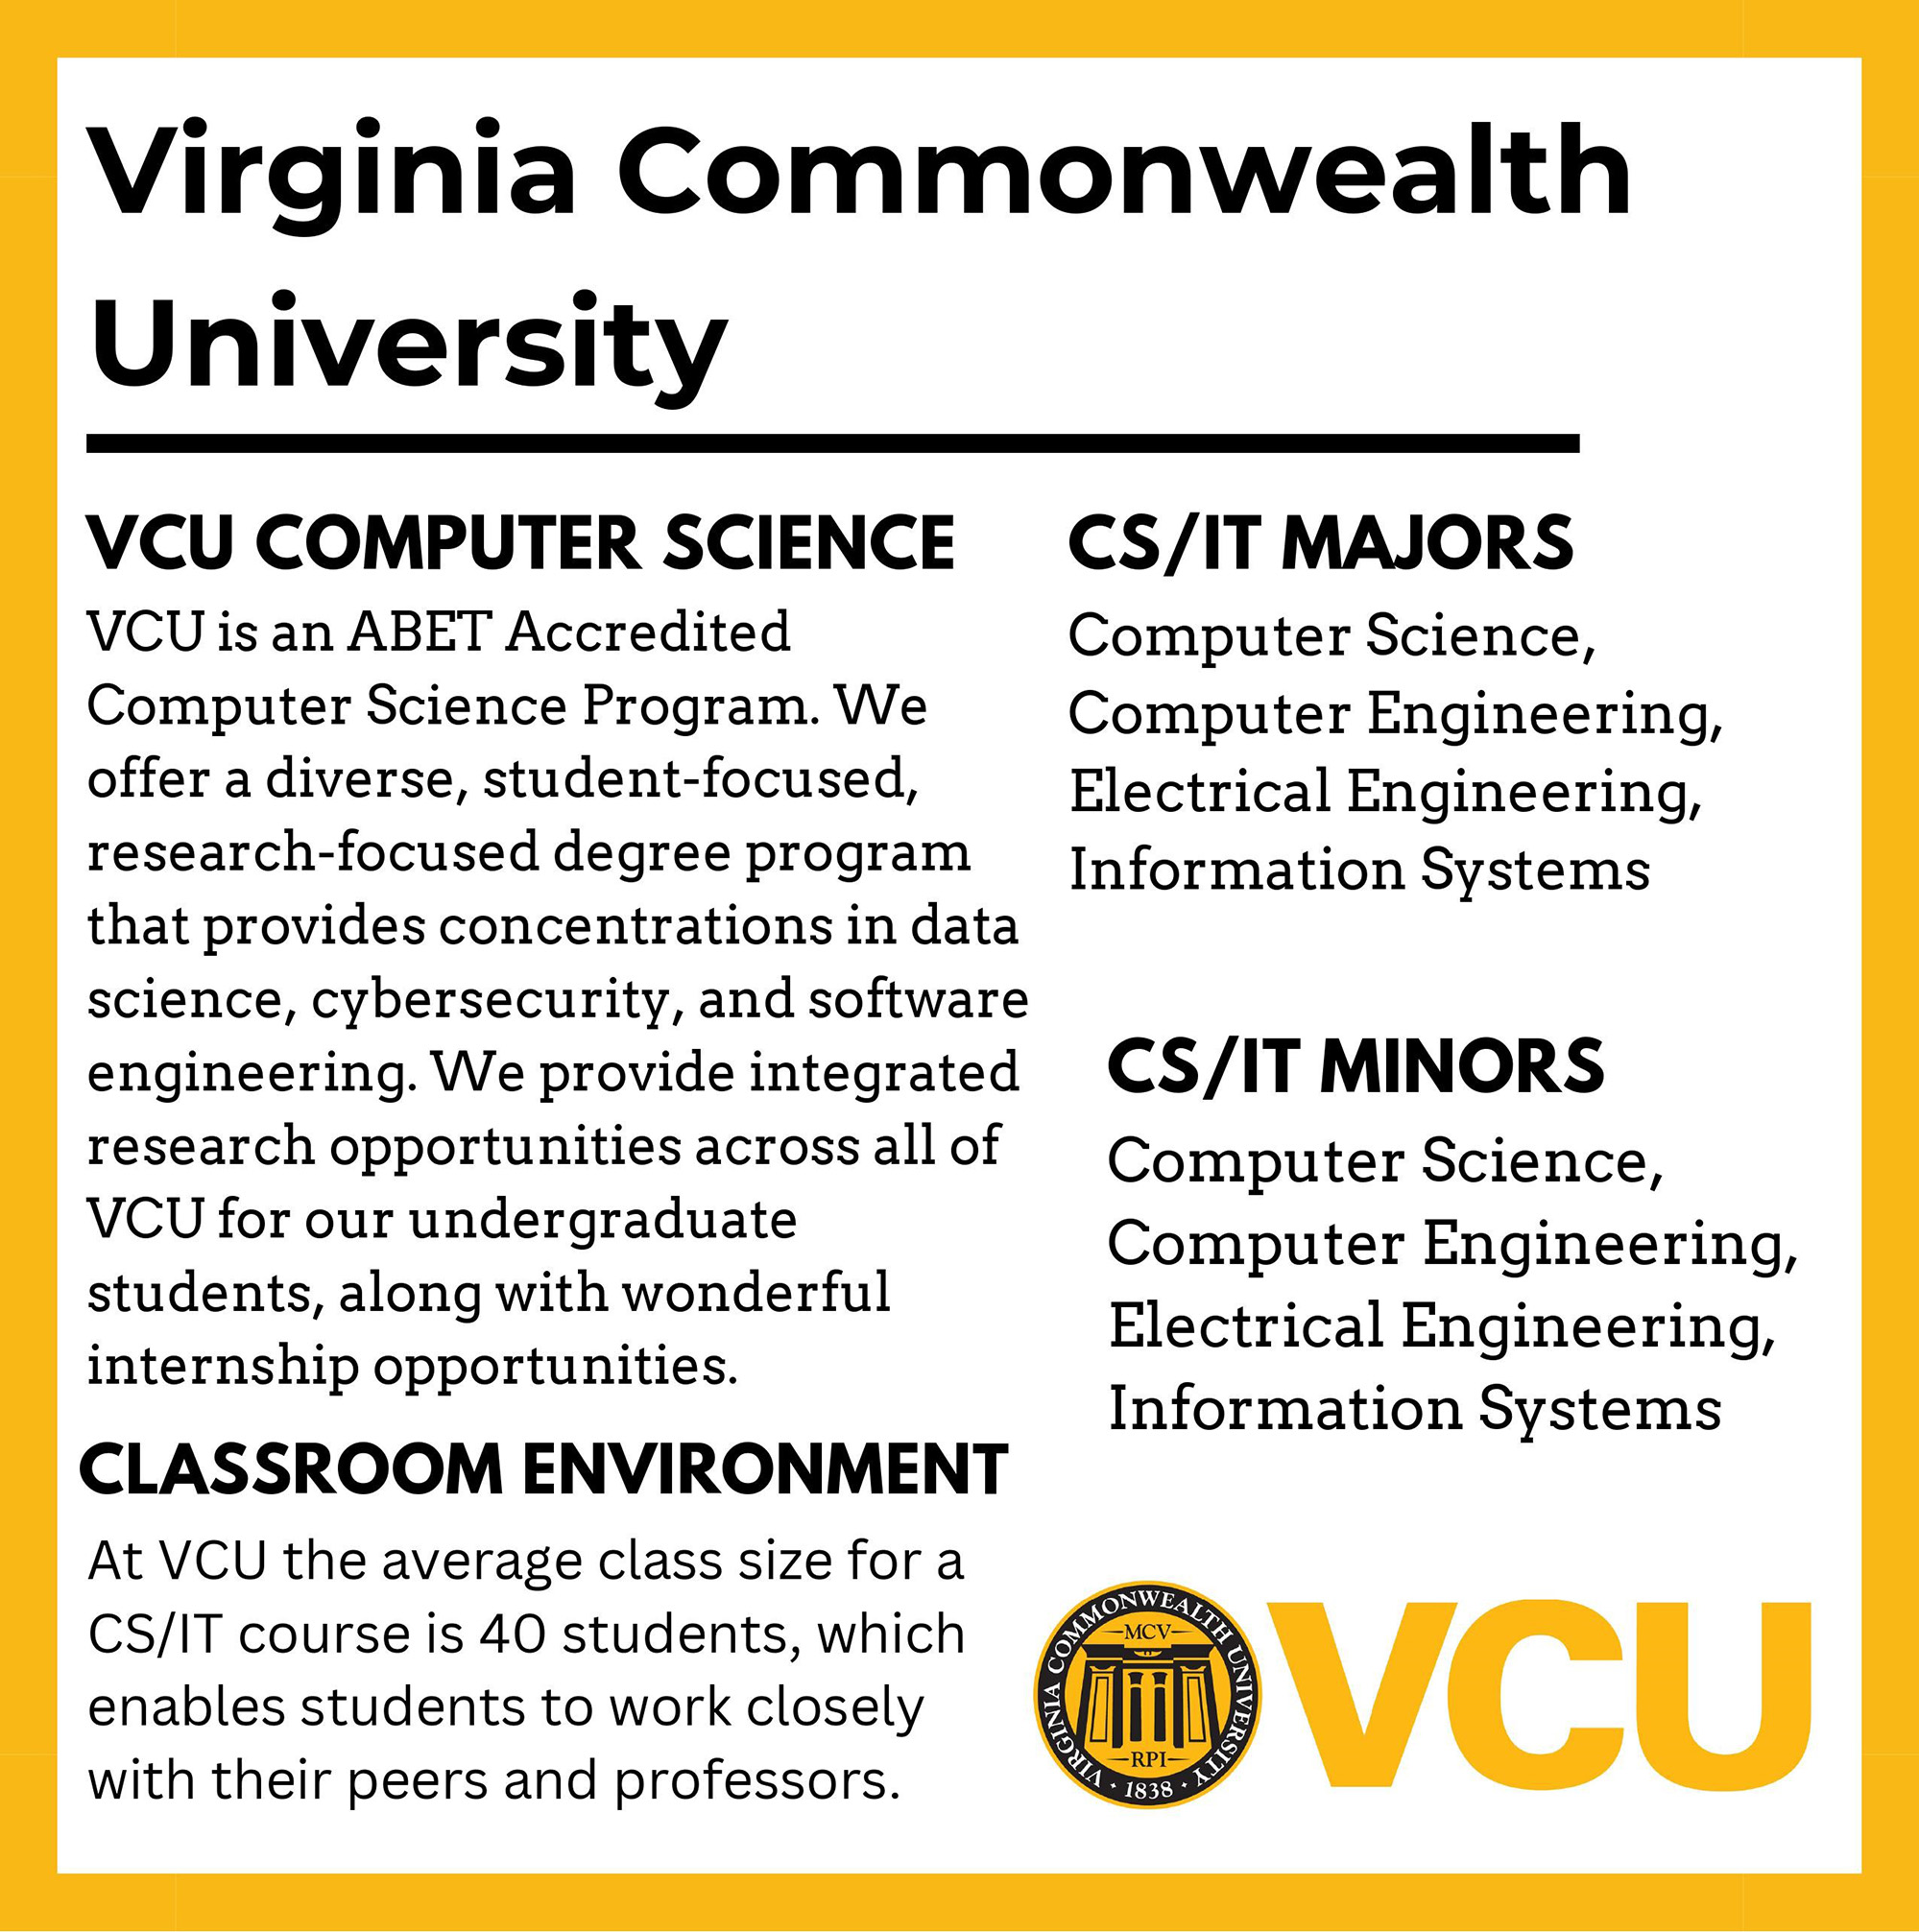 Virginia Commonwealth
University
VCU COMPUTER SCIENCE
VCU is an ABET Accredited
Computer Science Program. We
offer a diverse, student-focused,
research-focused degree program
that provides concentrations in data
science, cybersecurity, and software
engineering. We provide integrated
research opportunities across all of
VCU for our undergraduate
students, along with wonderful
internship opportunities.
CLASSROOM ENVIRONMENT
At VCU the average class size for a
CS/IT course is 40 students, which
enables students to work closely
with their peers and professors.
CS/IT MAJORS
Computer Science,
Computer Engineering,
Electrical Engineering,
Information Systems
CS/IT MINORS
Computer Science,
Computer Engineering,
Electrical Engineering,
Information Systems
VIRGINIA COMMONWEALTH UNIVERSITY
MCV
RPI
· 1838 ·
VCU